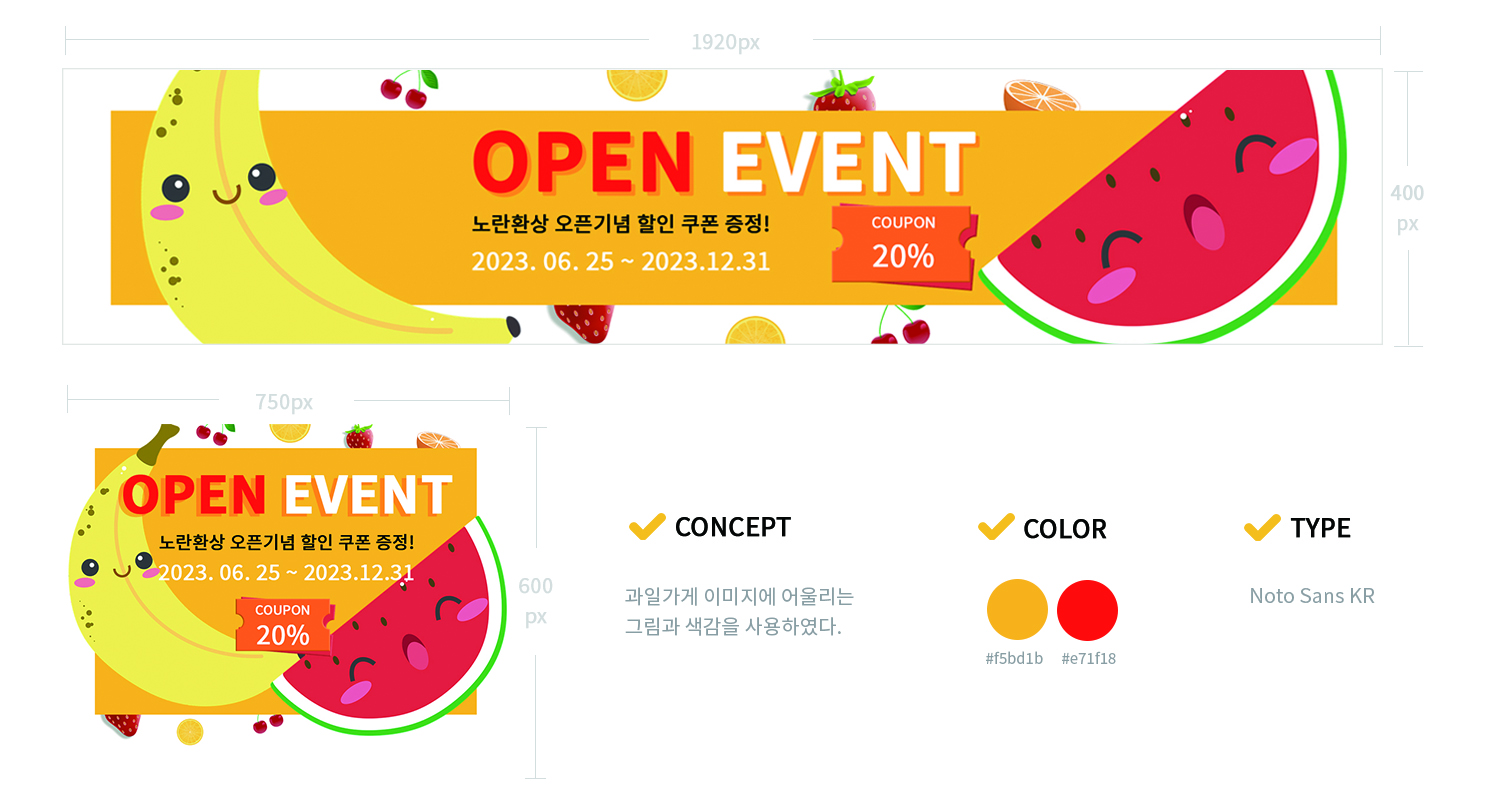 1920px
OPEN EVENT
노란환상 오픈기념 할인 쿠폰 증정!
2023. 06. 25 ~ 2023.12.31
COUPON
20%
400
px
750px
OPEN EVENT
노란환상 오픈기념 할인 쿠폰 증정!
2023. 06. 25 ~ 2023.12.31
COUPON
20%
600
px
CONCEPT
과일가게 이미지에 어울리는
그림과 색감을 사용하였다.
COLOR
#f5bd1b #e71f18
TYPE
Noto Sans KR